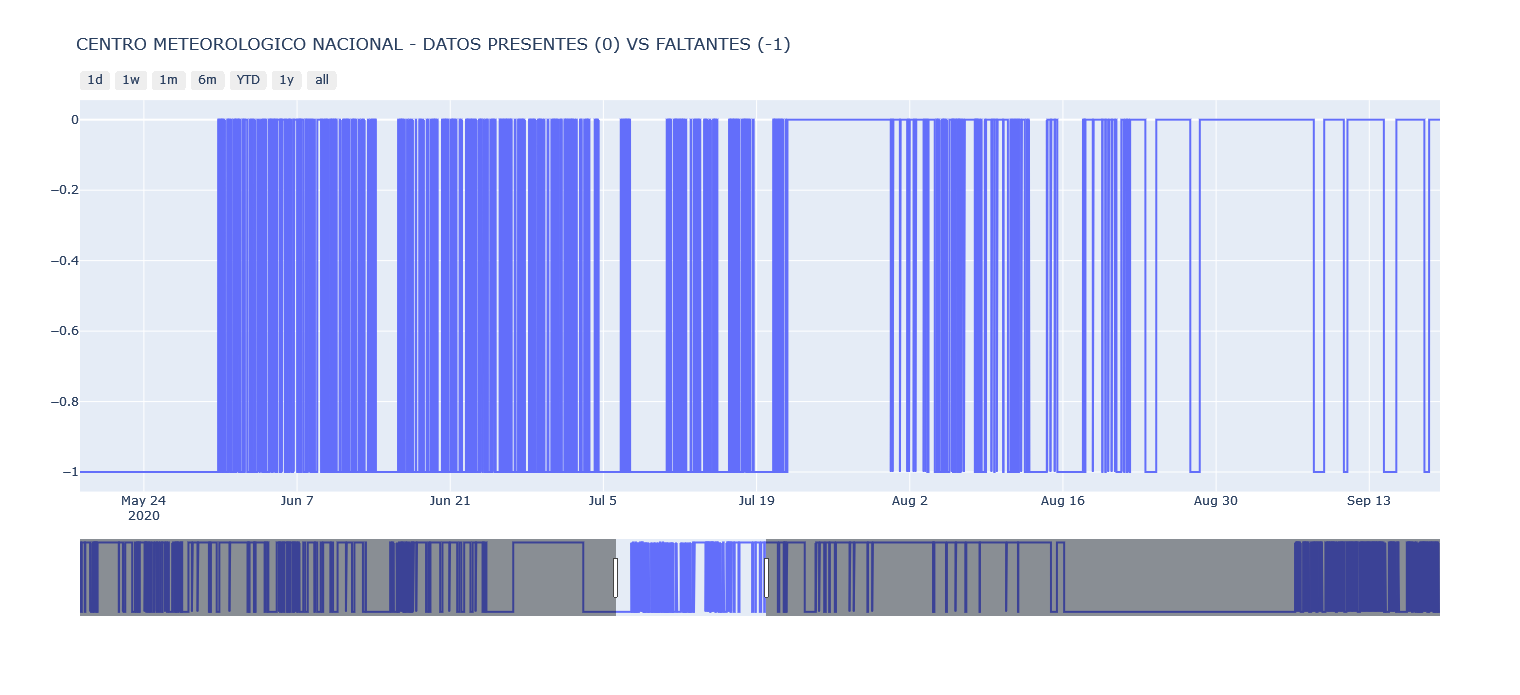 CENTRO METEOROLOGICO NACIONAL - DATOS PRESENTES (0) VS FALTANTES (-1)
1d 1w 1m 6m YTD 1y all
0
−0.2
−0.4
−0.6
−0.8
−1
May 24 Jun 7 Jun 21 Jul 5 Jul 19 Aug 2 Aug 16 Aug 30 Sep 13
2020